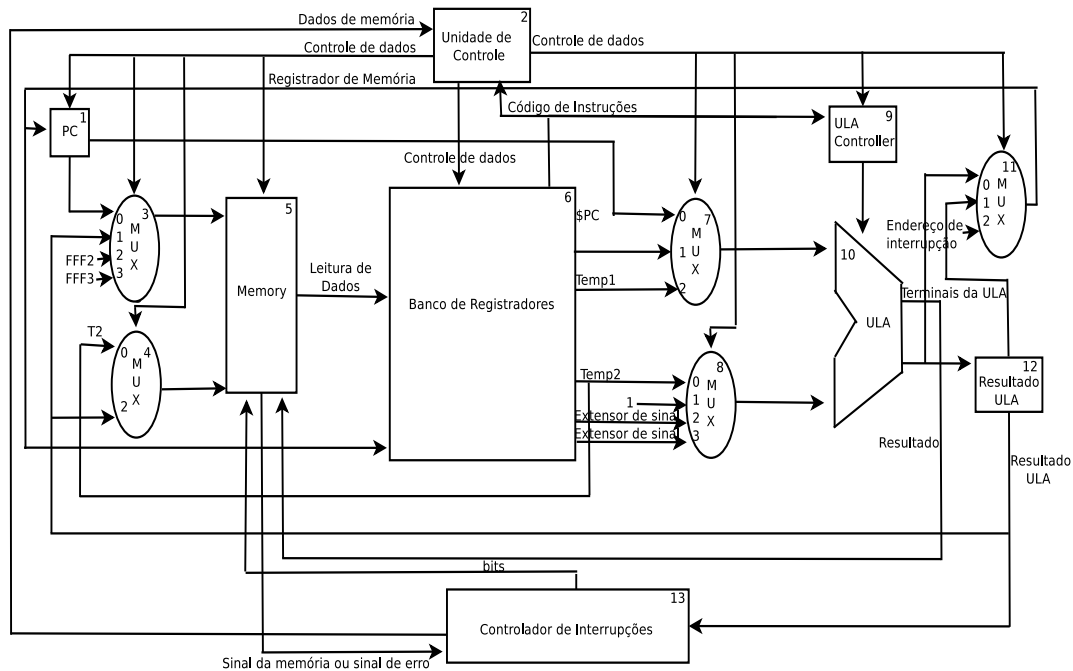 Dados de memória
2
Unidade de
Controle
Controle de dados
Controle de dados
Registrador de Memória
Código de Instruções
1
PC
9
ULA
Controller
Controle de dados
11
0
1
2
M
U
X
Endereço de
interrupção
3
0
1
2
3
M
U
X
FFF2
FFF3
5
Memory
Leitura de
Dados
6
Banco de Registradores
$PC
Temp1
7
0
1
2
M
U
X
10
ULA
Terminais da ULA
T2
4
0
2
M
U
X
Temp2
1
Extensor de sinal
Extensor de sinal
8
0
1
2
3
M
U
X
12
Resultado
ULA
Resultado
Resultado
ULA
bits
13
Controlador de Interrupções
Sinal da memória ou sinal de erro